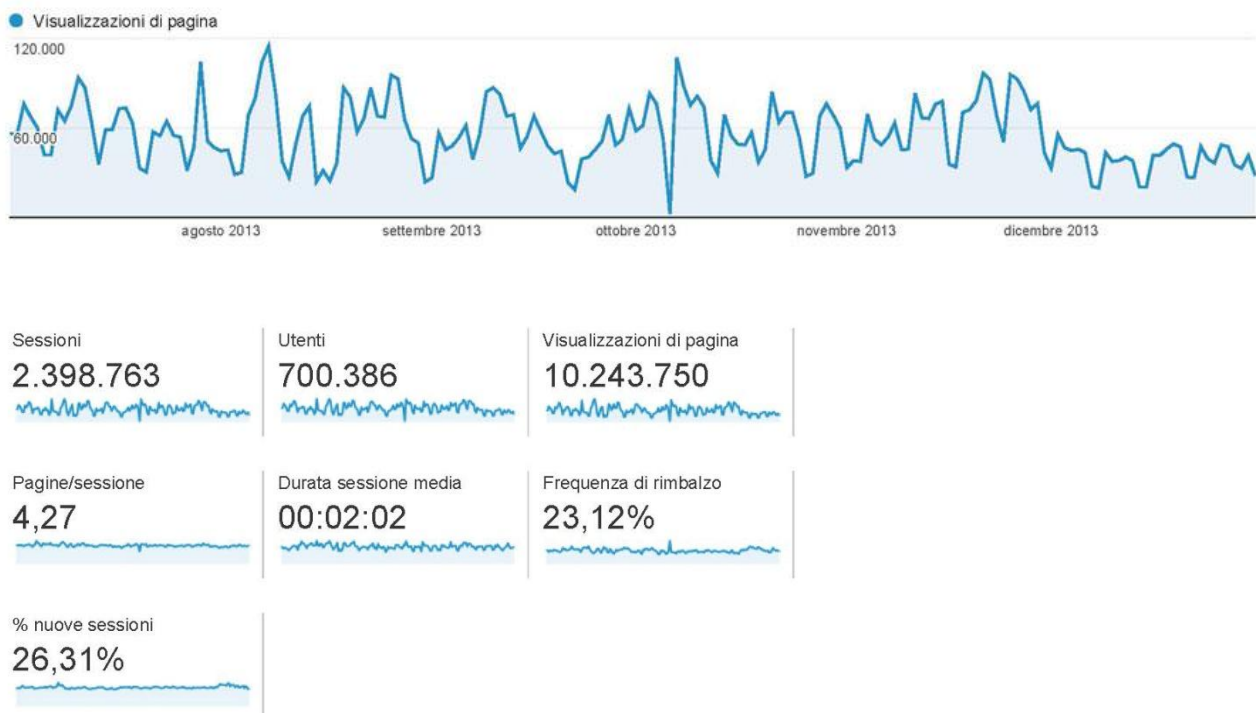 Visualizzazioni di pagina
120.000
60.000
agosto 2013 settembre 2013 ottobre 2013 novembre 2013 dicembre 2013
Sessioni Utenti Visualizzazioni di pagina
2.398.763 700.386 10.243.750
Pagine/sessione Durata sessione media Frequenza di rimbalzo
4,27 00:02:02 23,12%
% nuove sessioni
26,31%